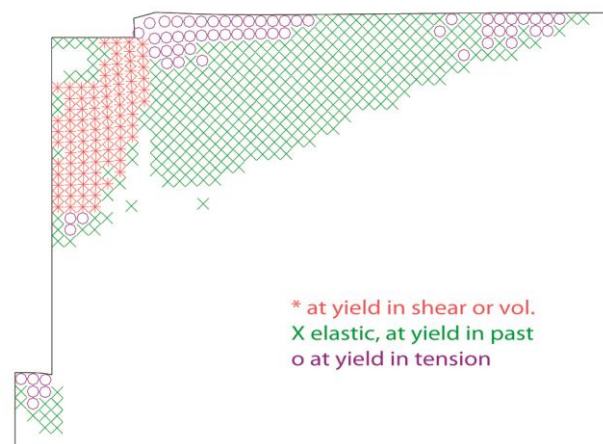 * at yield in shear or vol.
X elastic, at yield in past
o at yield in tension